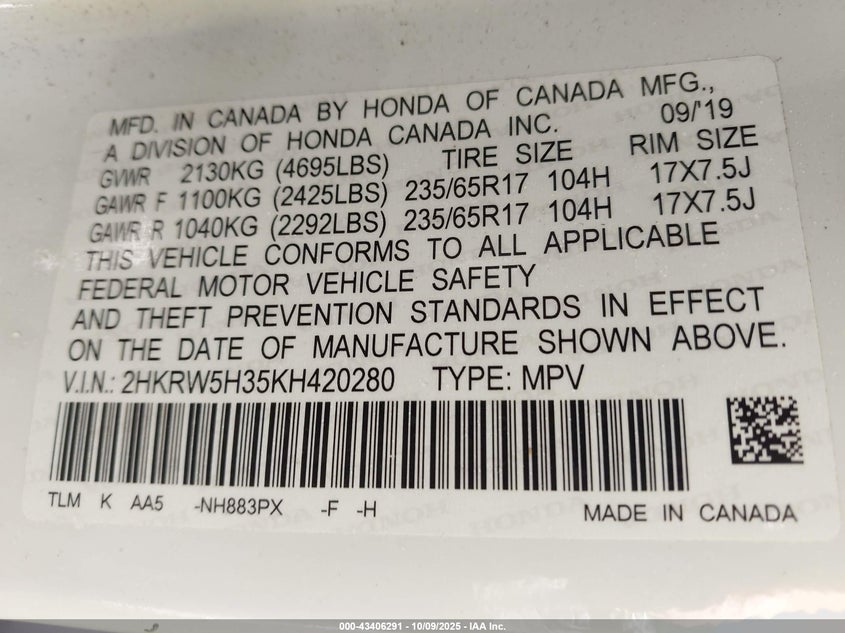 MFD. IN CANADA BY HONDA OF CANADA MFG.,
A DIVISION OF HONDA CANADA INC. 09/'19
GVWR 2130KG (4695LBS) TIRE SIZE RIM SIZE
GAWR F 1100KG (2425LBS) 235/65R17 104H 17X7.5J
GAWR R 1040KG (2292LBS) 235/65R17 104H 17X7.5J
THIS VEHICLE CONFORMS TO ALL APPLICABLE
FEDERAL MOTOR VEHICLE SAFETY
AND THEFT PREVENTION STANDARDS IN EFFECT
ON THE DATE OF MANUFACTURE SHOWN ABOVE.
V.I.N.: 2HKRW5H35KH420280 TYPE: MPV
TLM K AA5 -NH883PX -F -H
MADE IN CANADA
000-43406291 - 10/09/2025 - IAA Inc.